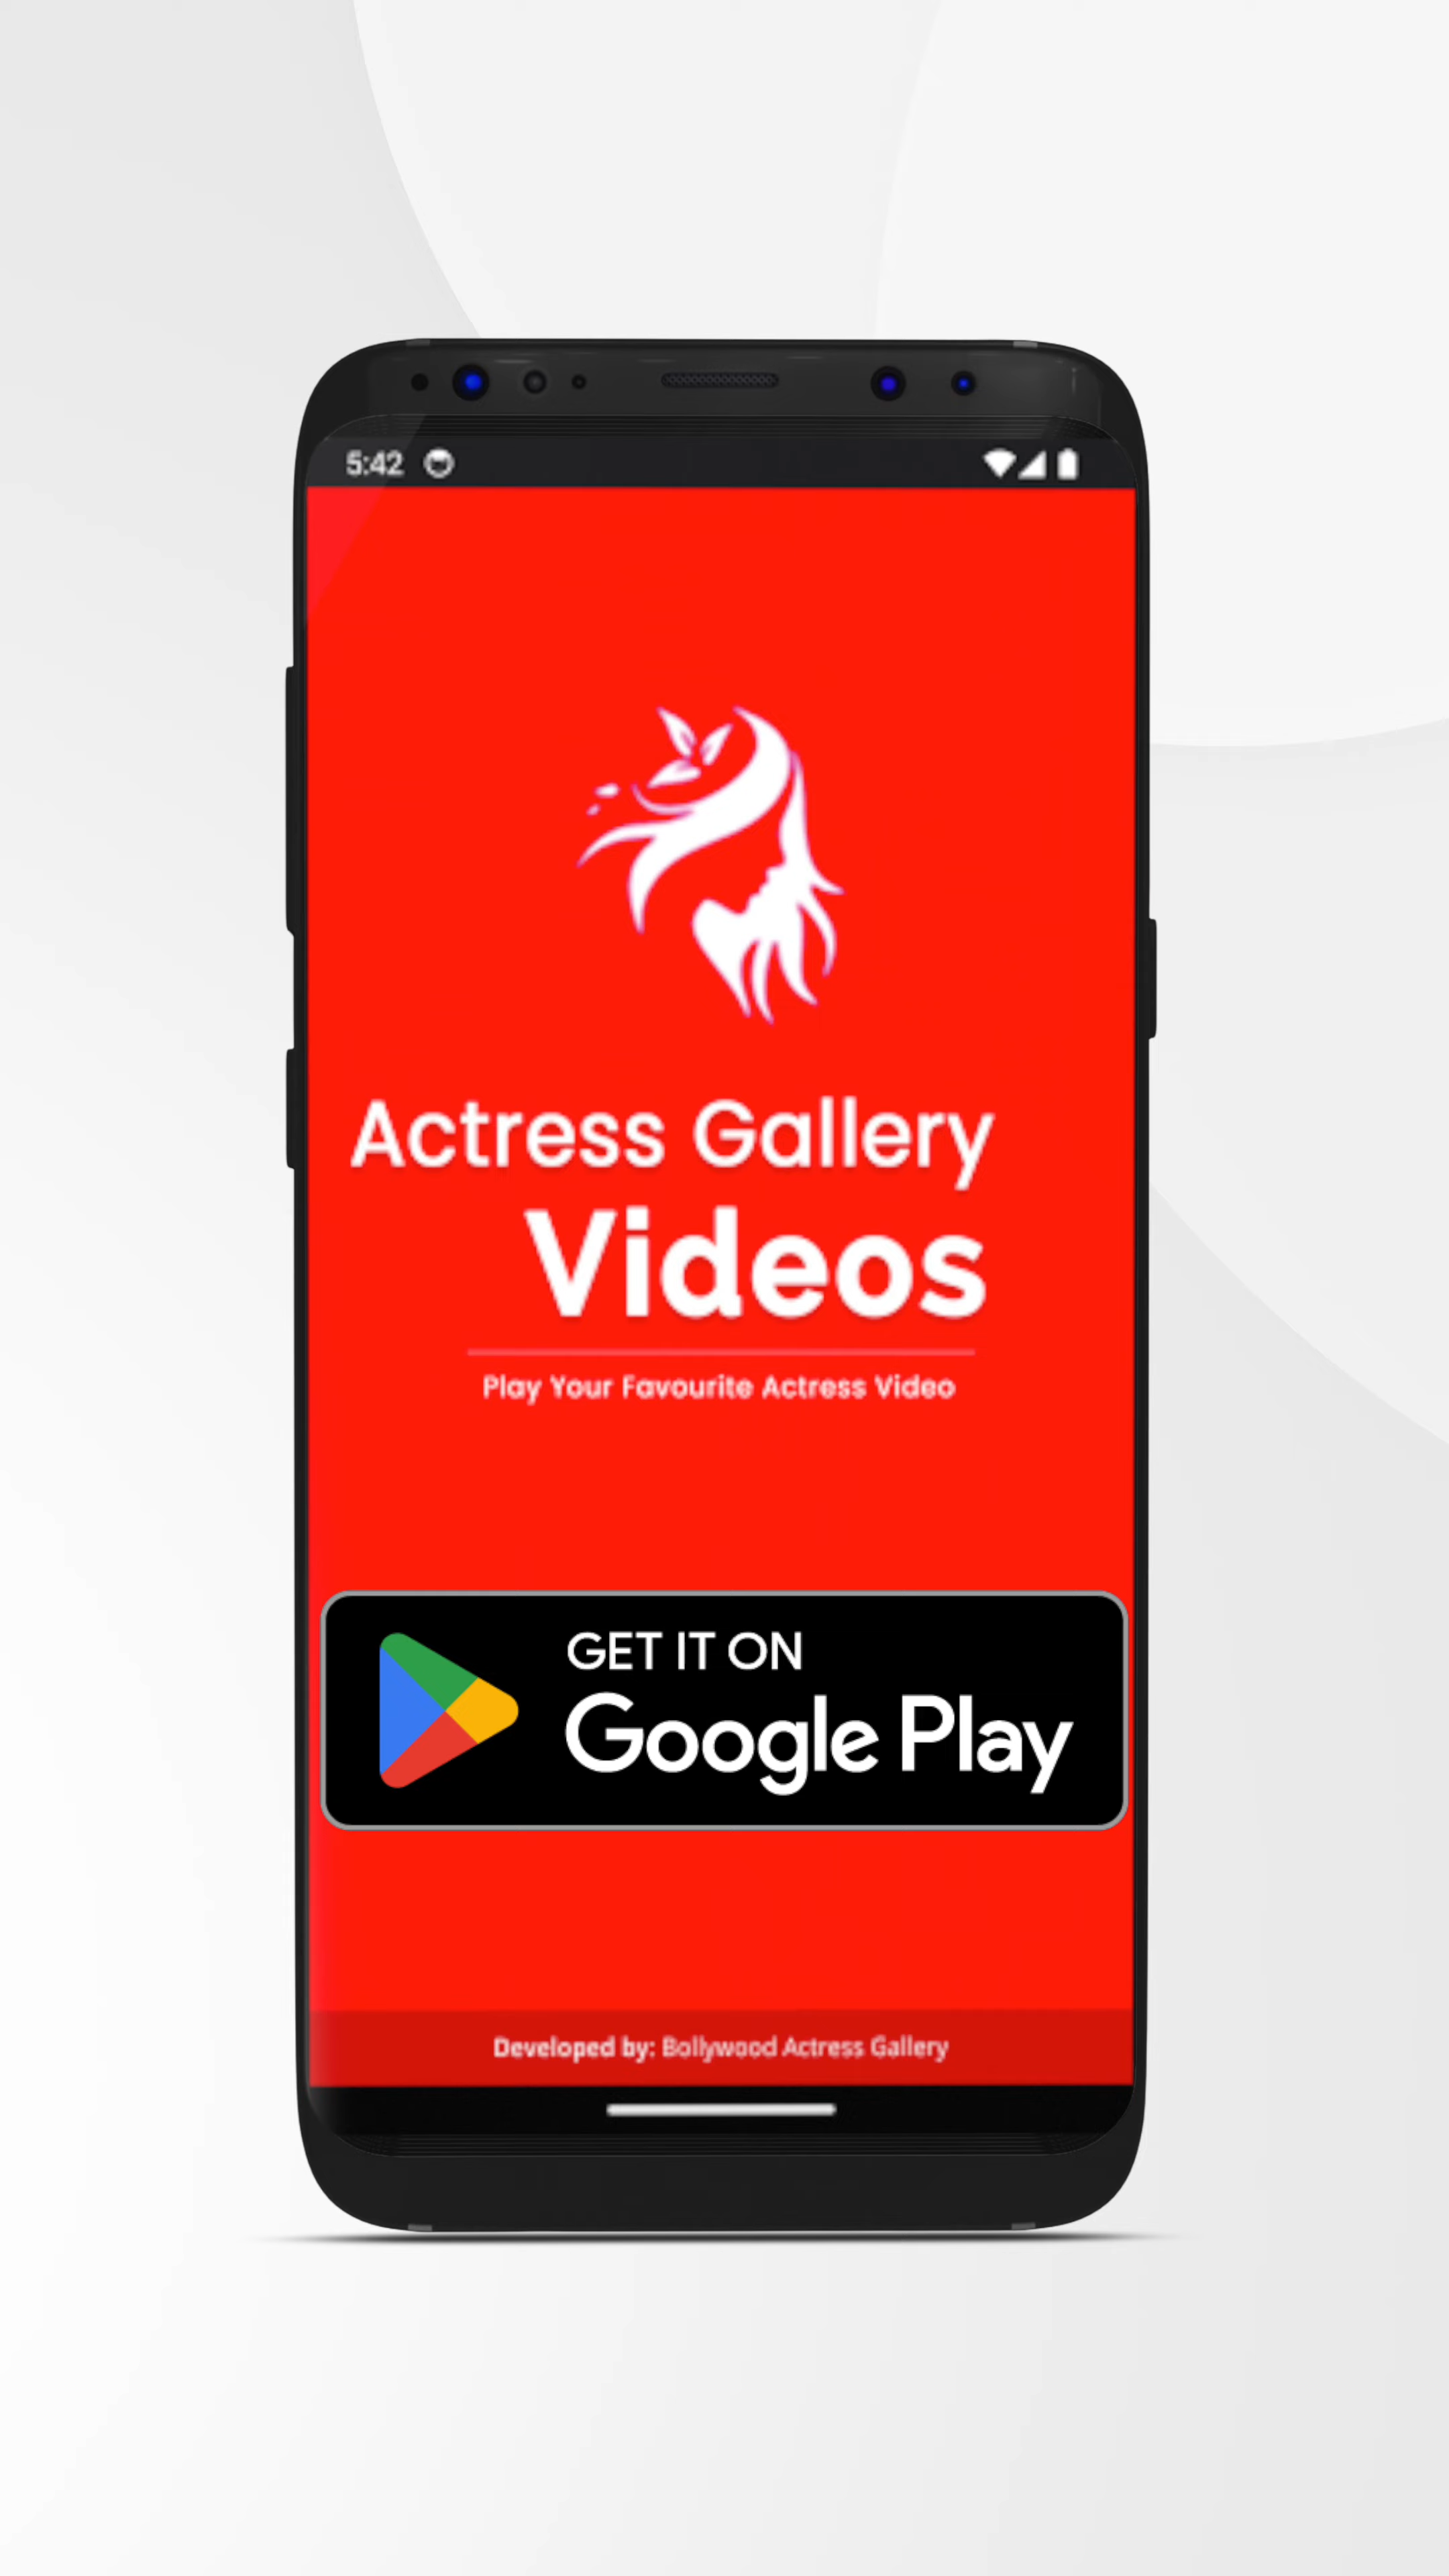 5:42
Actress Gallery
Videos
Play Your Favourite Actress Video
GET IT ON
Google Play
Developed by: Bollywood Actress Gallery